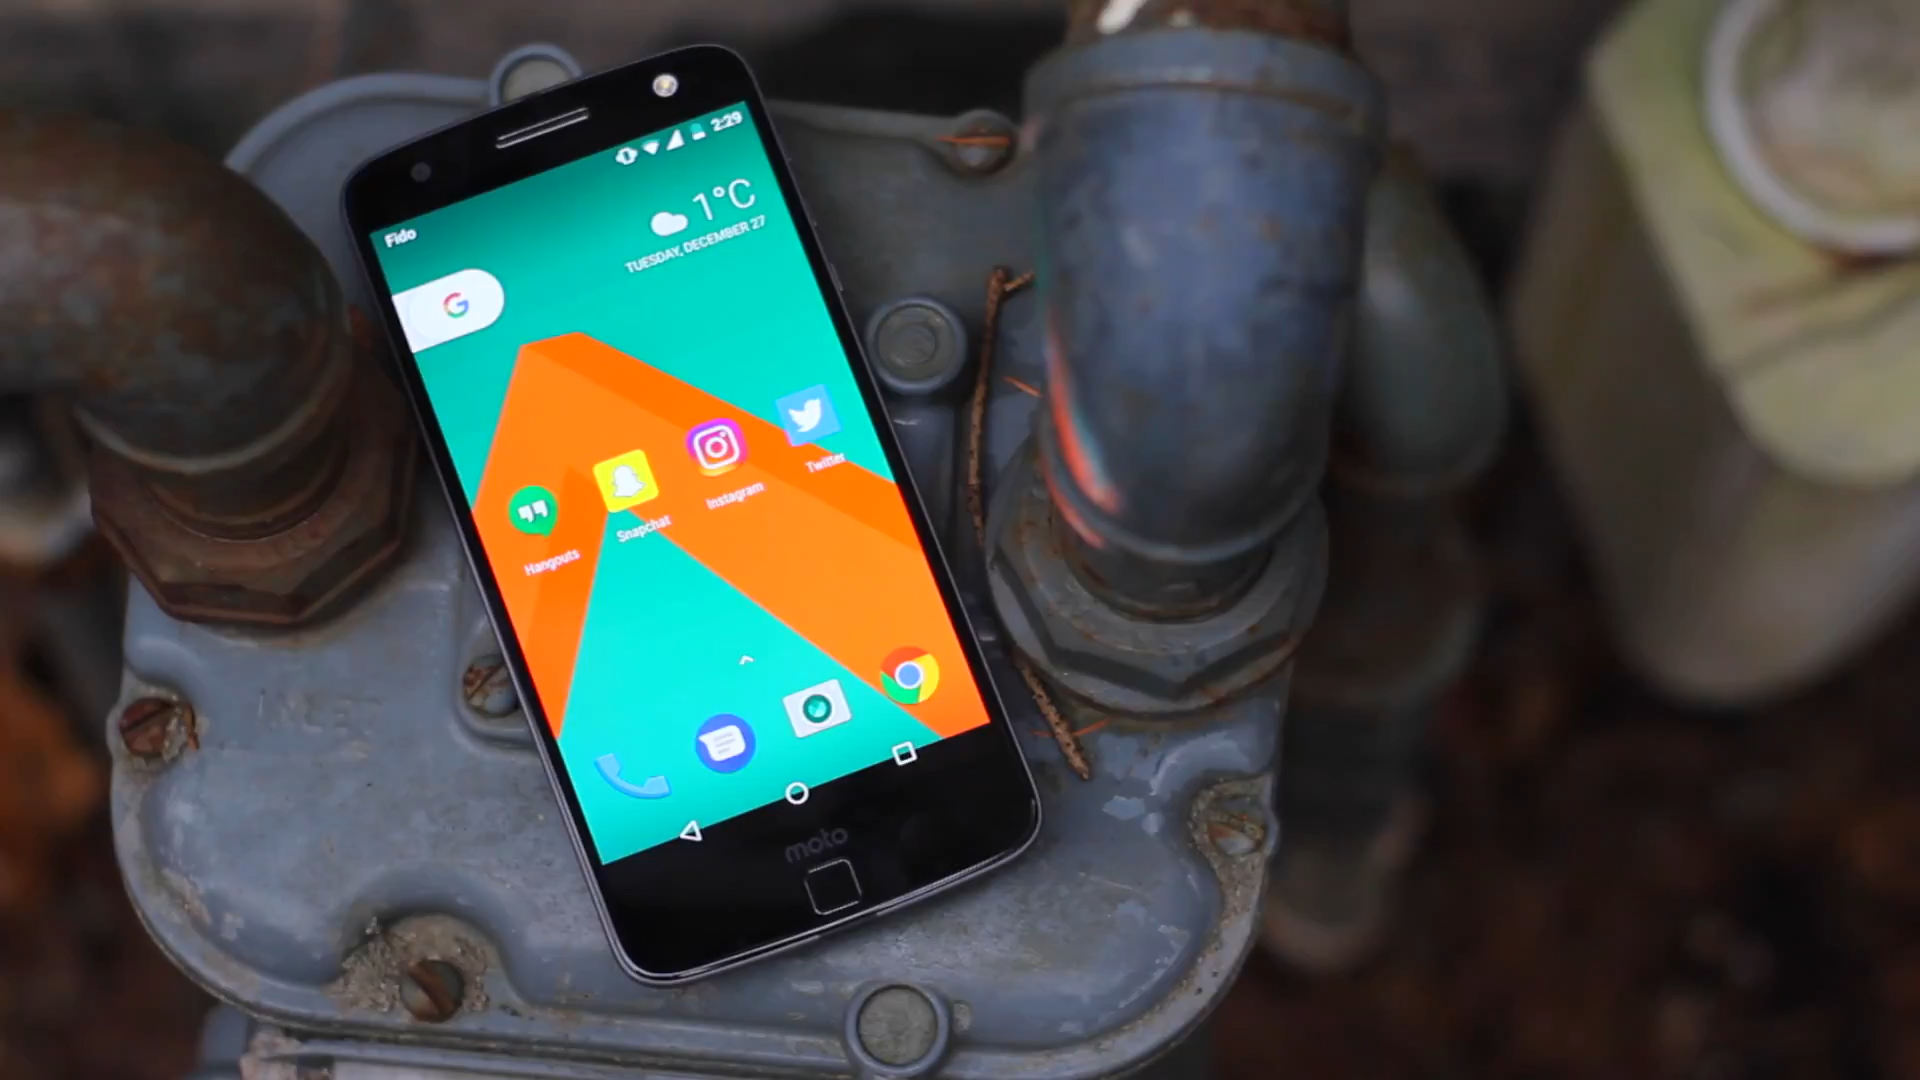 2:29
Fido
1°C
TUESDAY, DECEMBER 27
G
Hangouts
Snapchat
Instagram
Twitter
moto